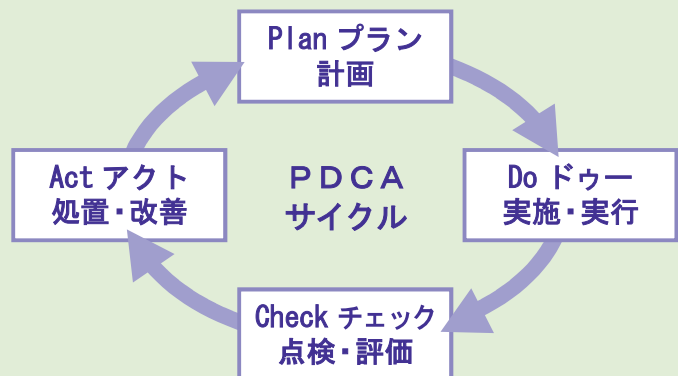 Plan プラン
計画
Act アクト
処置・改善
PDCA
サイクル
Do ドゥー
実施・実行
Check チェック
点検・評価